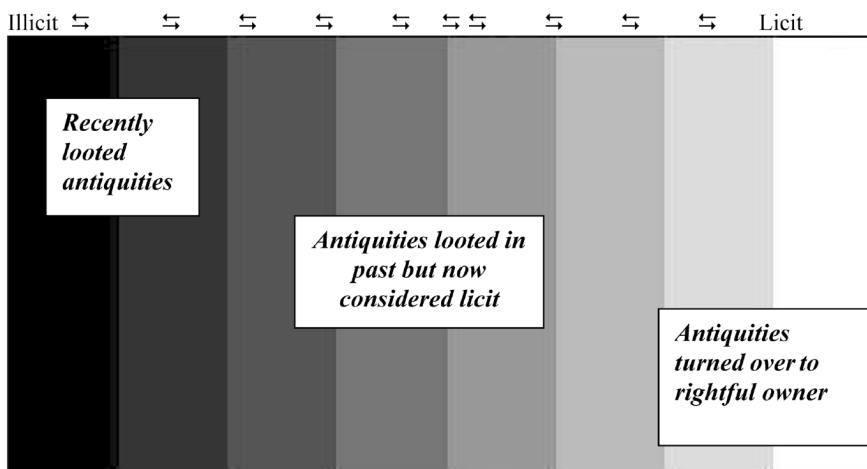 Illicit ⇆ ⇆ ⇆ ⇆ ⇆ ⇆ ⇆ ⇆ ⇆ ⇆ Licit
Recently
looted
antiquities
Antiquities looted in
past but now
considered licit
Antiquities
turned over to
rightful owner